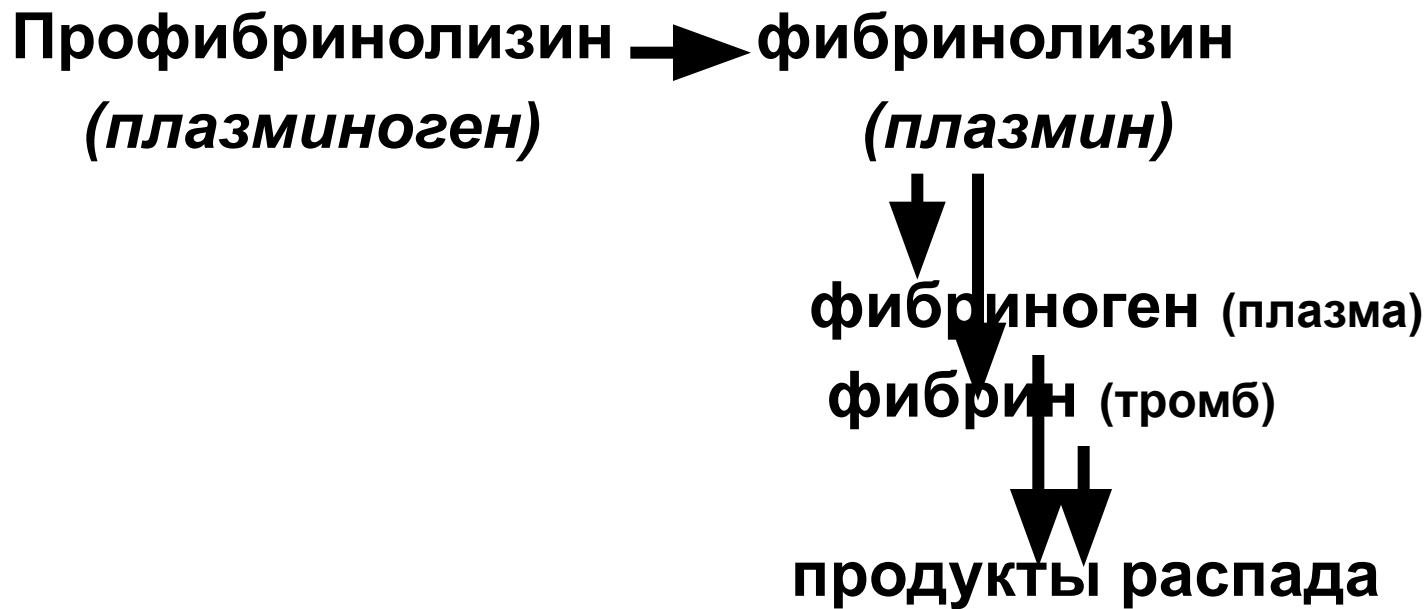 Профибринолизин фибринолизин
(плазминоген) (плазмин)
фибриноген (плазма)
фибрин (тромб)
продукты распада